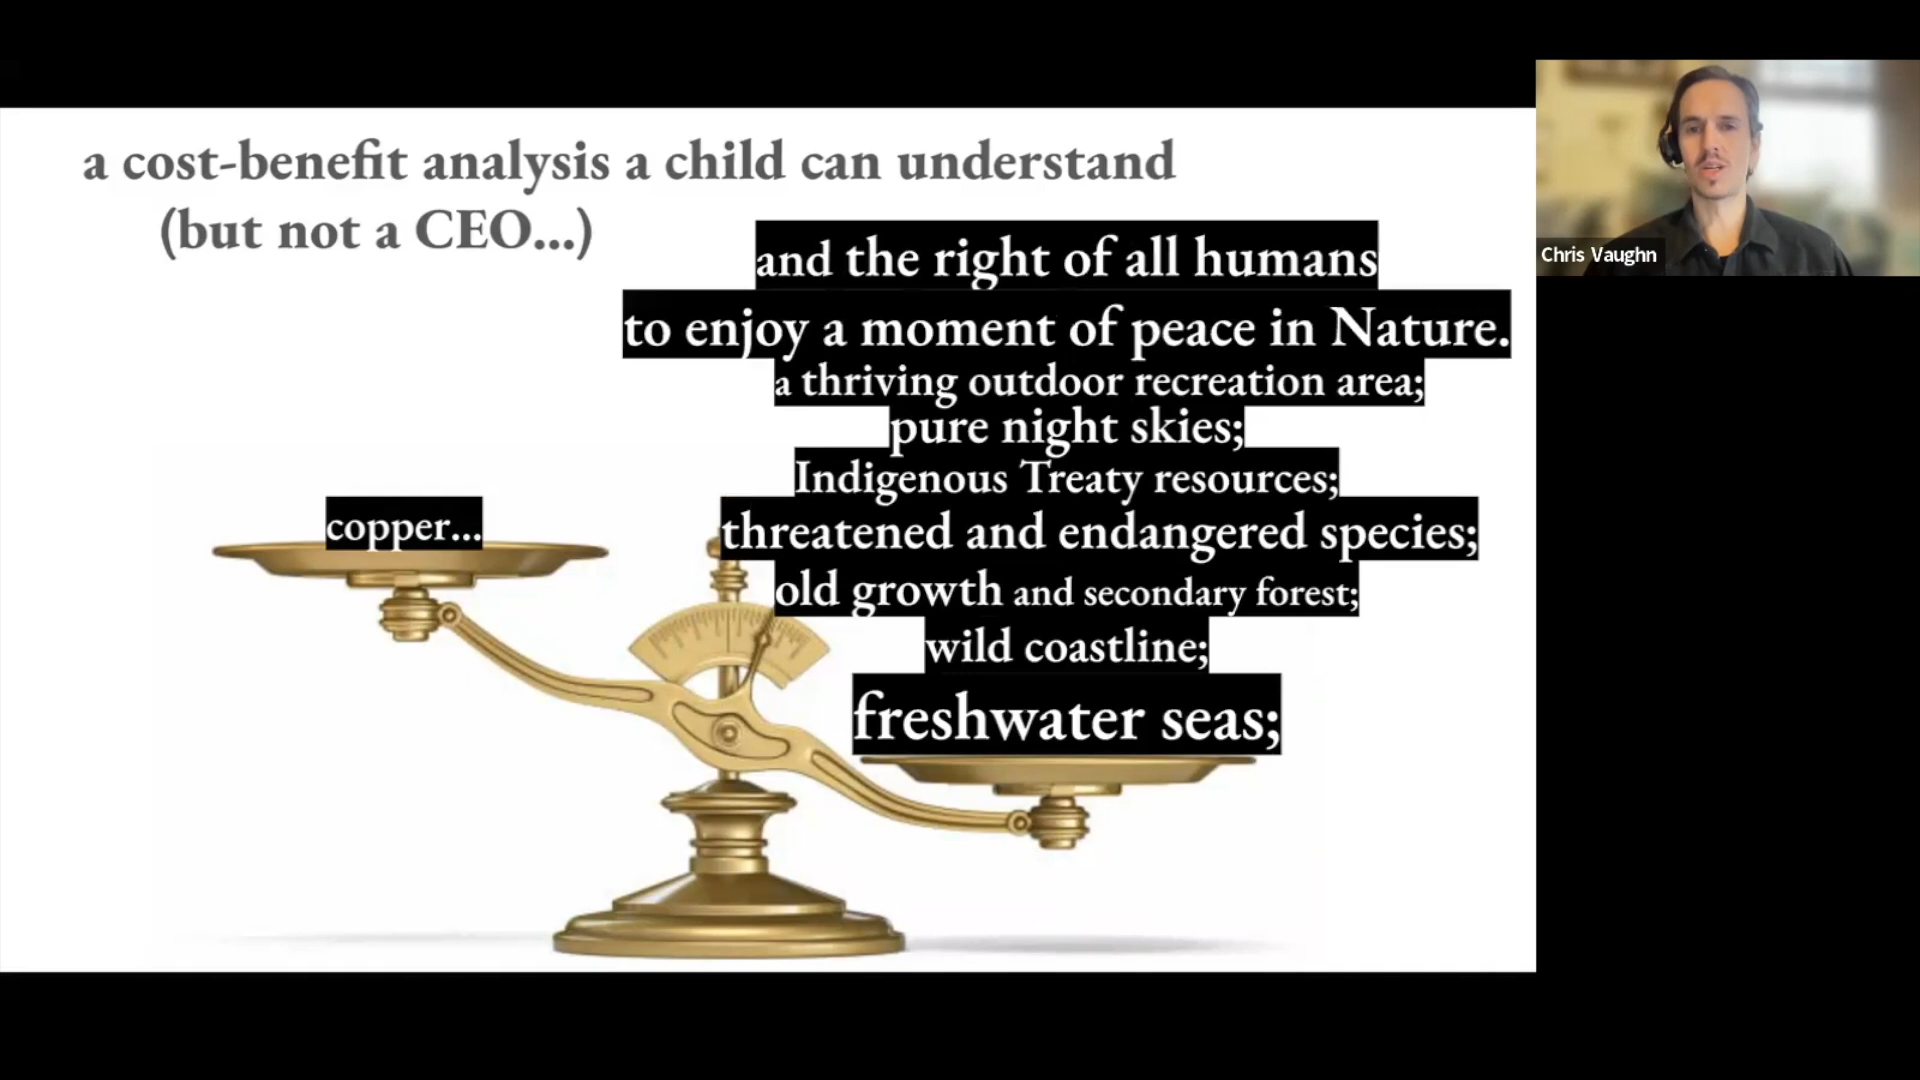 a cost-benefit analysis a child can understand
(but not a CEO...)
and the right of all humans
to enjoy a moment of peace in Nature.
a thriving outdoor recreation area;
pure night skies;
Indigenous Treaty resources;
threatened and endangered species;
old growth and secondary forest;
wild coastline;
freshwater seas;
copper...
Chris Vaughn